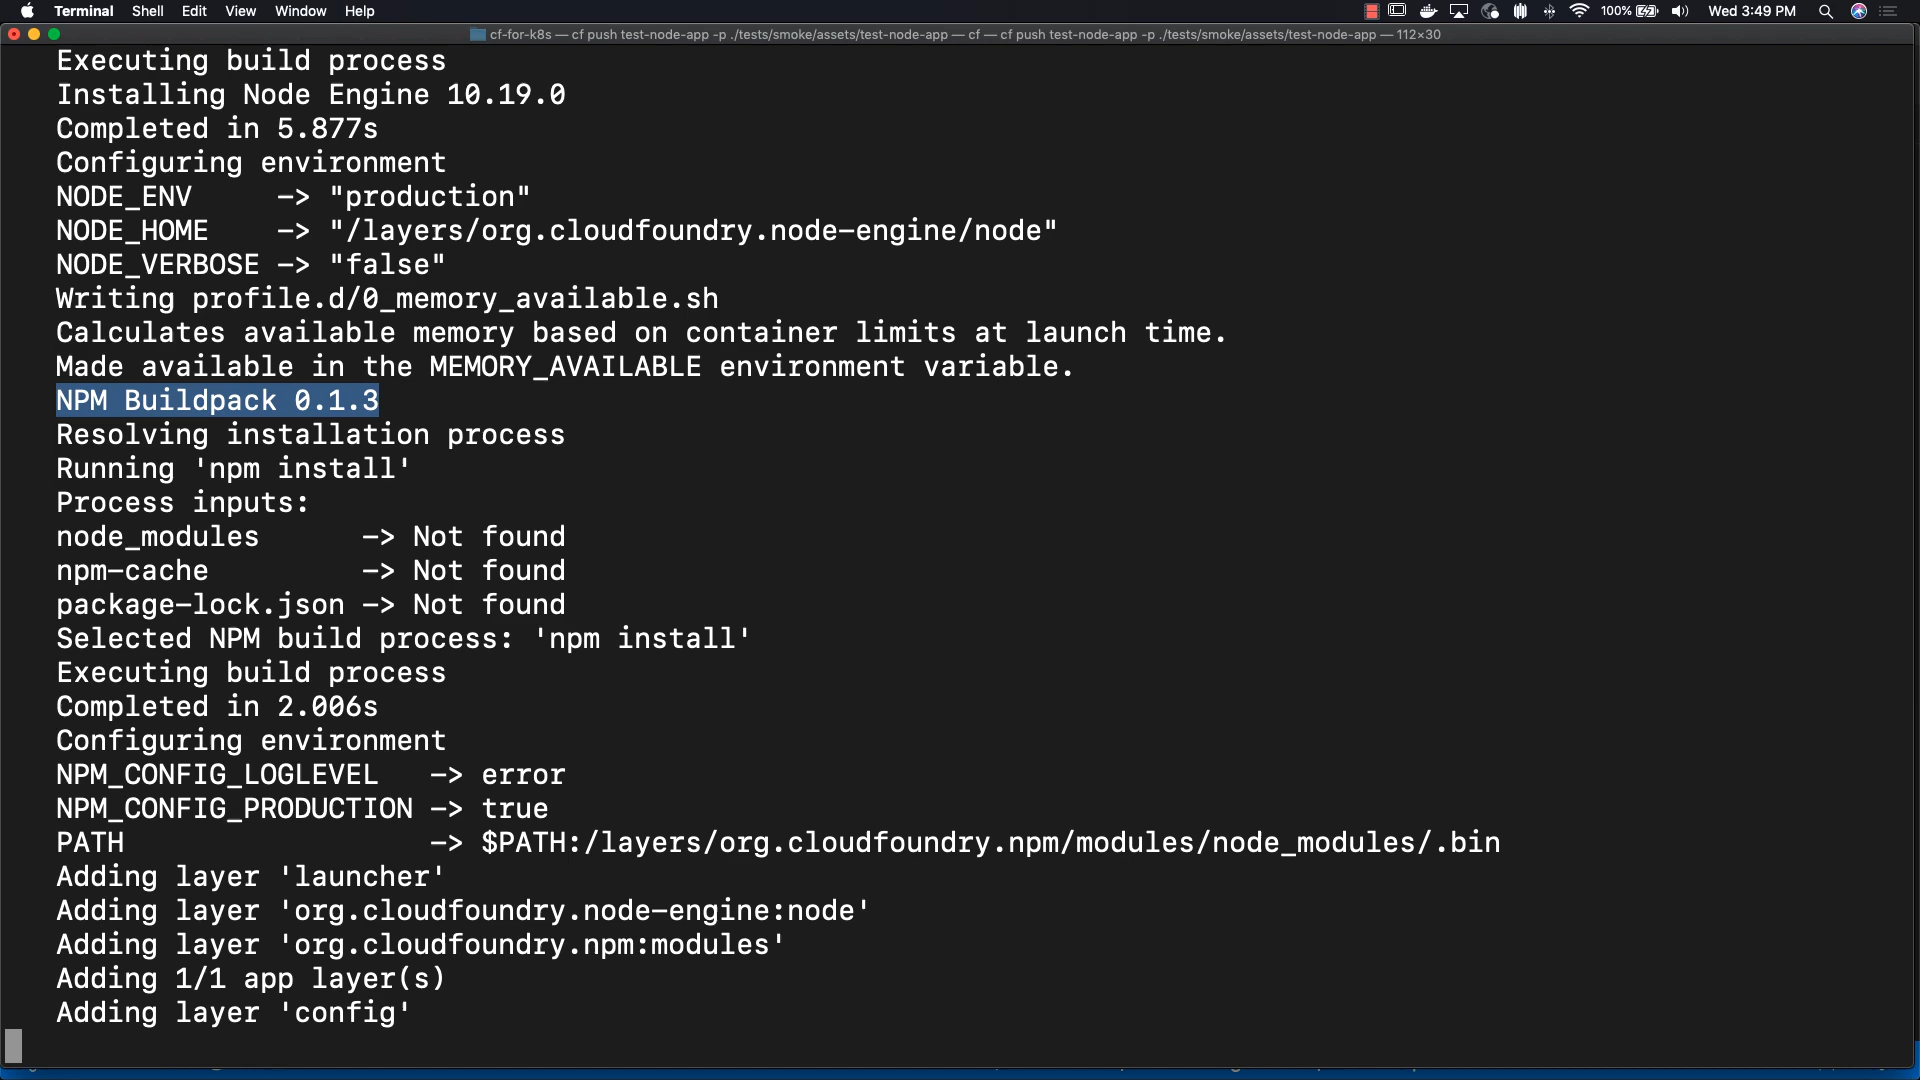 Terminal Shell Edit View Window Help 100% Wed 3:49 PM
cf-for-k8s — cf push test-node-app -p ./tests/smoke/assets/test-node-app — cf — cf push test-node-app -p ./tests/smoke/assets/test-node-app — 112×30
Executing build process
Installing Node Engine 10.19.0
Completed in 5.877s
Configuring environment
NODE_ENV     -> "production"
NODE_HOME    -> "/layers/org.cloudfoundry.node-engine/node"
NODE_VERBOSE -> "false"
Writing profile.d/0_memory_available.sh
Calculates available memory based on container limits at launch time.
Made available in the MEMORY_AVAILABLE environment variable.
NPM Buildpack 0.1.3
Resolving installation process
Running 'npm install'
Process inputs:
node_modules      -> Not found
npm-cache         -> Not found
package-lock.json -> Not found
Selected NPM build process: 'npm install'
Executing build process
Completed in 2.006s
Configuring environment
NPM_CONFIG_LOGLEVEL   -> error
NPM_CONFIG_PRODUCTION -> true
PATH                  -> $PATH:/layers/org.cloudfoundry.npm/modules/node_modules/.bin
Adding layer 'launcher'
Adding layer 'org.cloudfoundry.node-engine:node'
Adding layer 'org.cloudfoundry.npm:modules'
Adding 1/1 app layer(s)
Adding layer 'config'